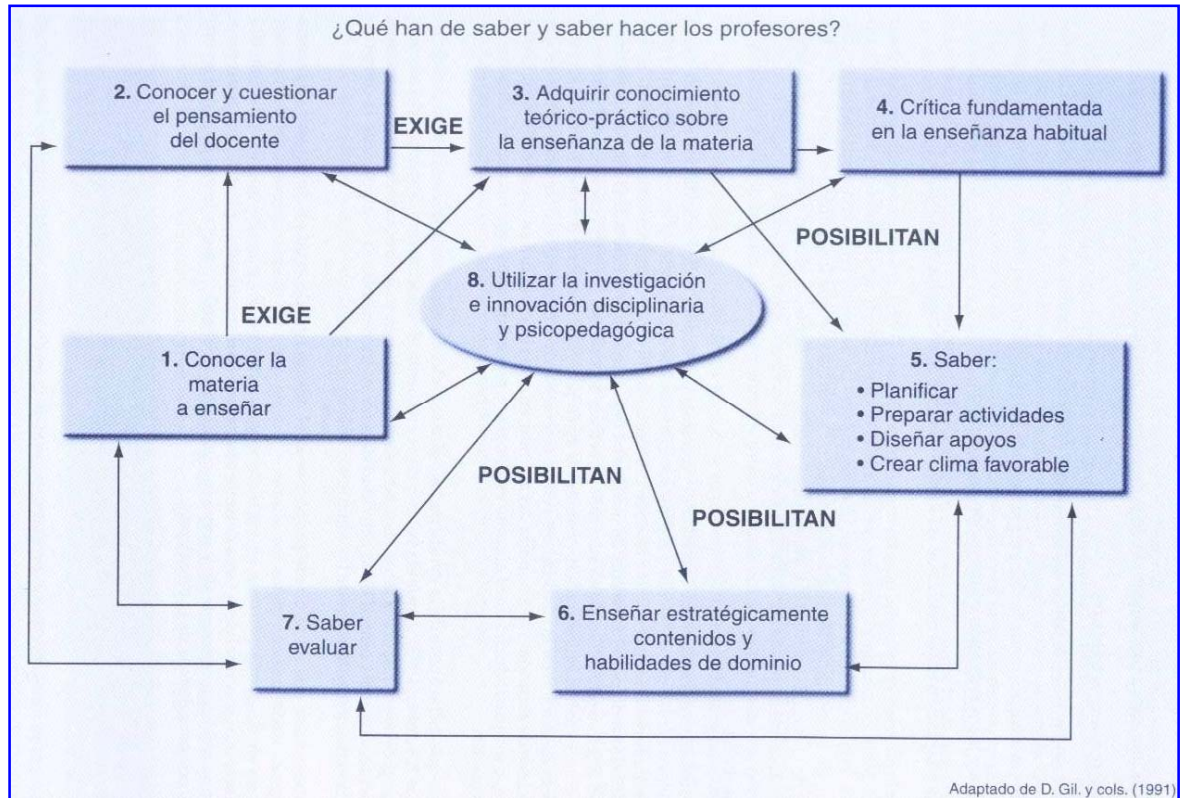 ¿Qué han de saber y saber hacer los profesores?
2. Conocer y cuestionar
el pensamiento
del docente
EXIGE
3. Adquirir conocimiento
teórico-práctico sobre
la enseñanza de la materia
4. Crítica fundamentada
en la enseñanza habitual
POSIBILITAN
8. Utilizar la investigación
e innovación disciplinaria
y psicopedagógica
EXIGE
1. Conocer la
materia
a enseñar
5. Saber:
• Planificar
• Preparar actividades
• Diseñar apoyos
• Crear clima favorable
POSIBILITAN
POSIBILITAN
7. Saber
evaluar
6. Enseñar estratégicamente
contenidos y
habilidades de dominio
Adaptado de D. Gil. y cols. (1991)